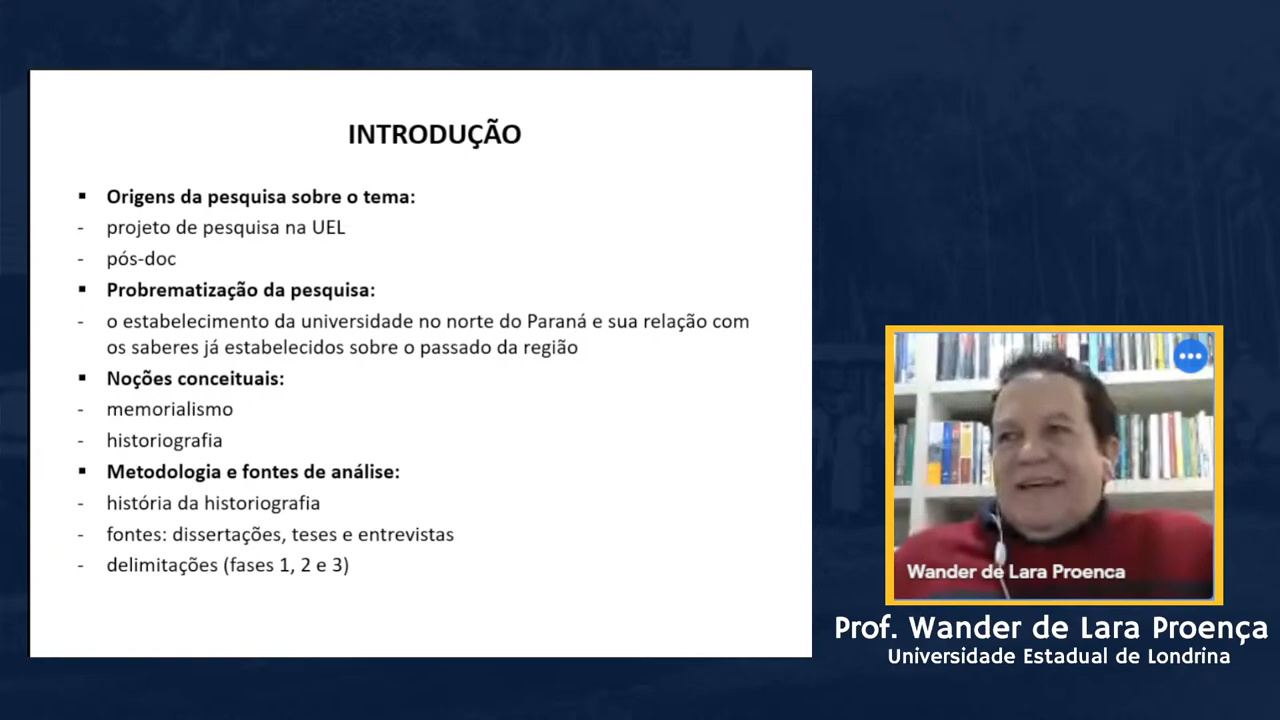 INTRODUÇÃO
▪ Origens da pesquisa sobre o tema:
- projeto de pesquisa na UEL
- pós-doc
▪ Probrematização da pesquisa:
- o estabelecimento da universidade no norte do Paraná e sua relação com
os saberes já estabelecidos sobre o passado da região
▪ Noções conceituais:
- memorialismo
- historiografia
▪ Metodologia e fontes de análise:
- história da historiografia
- fontes: dissertações, teses e entrevistas
- delimitações (fases 1, 2 e 3)
Wander de Lara Proenca
Prof. Wander de Lara Proença
Universidade Estadual de Londrina